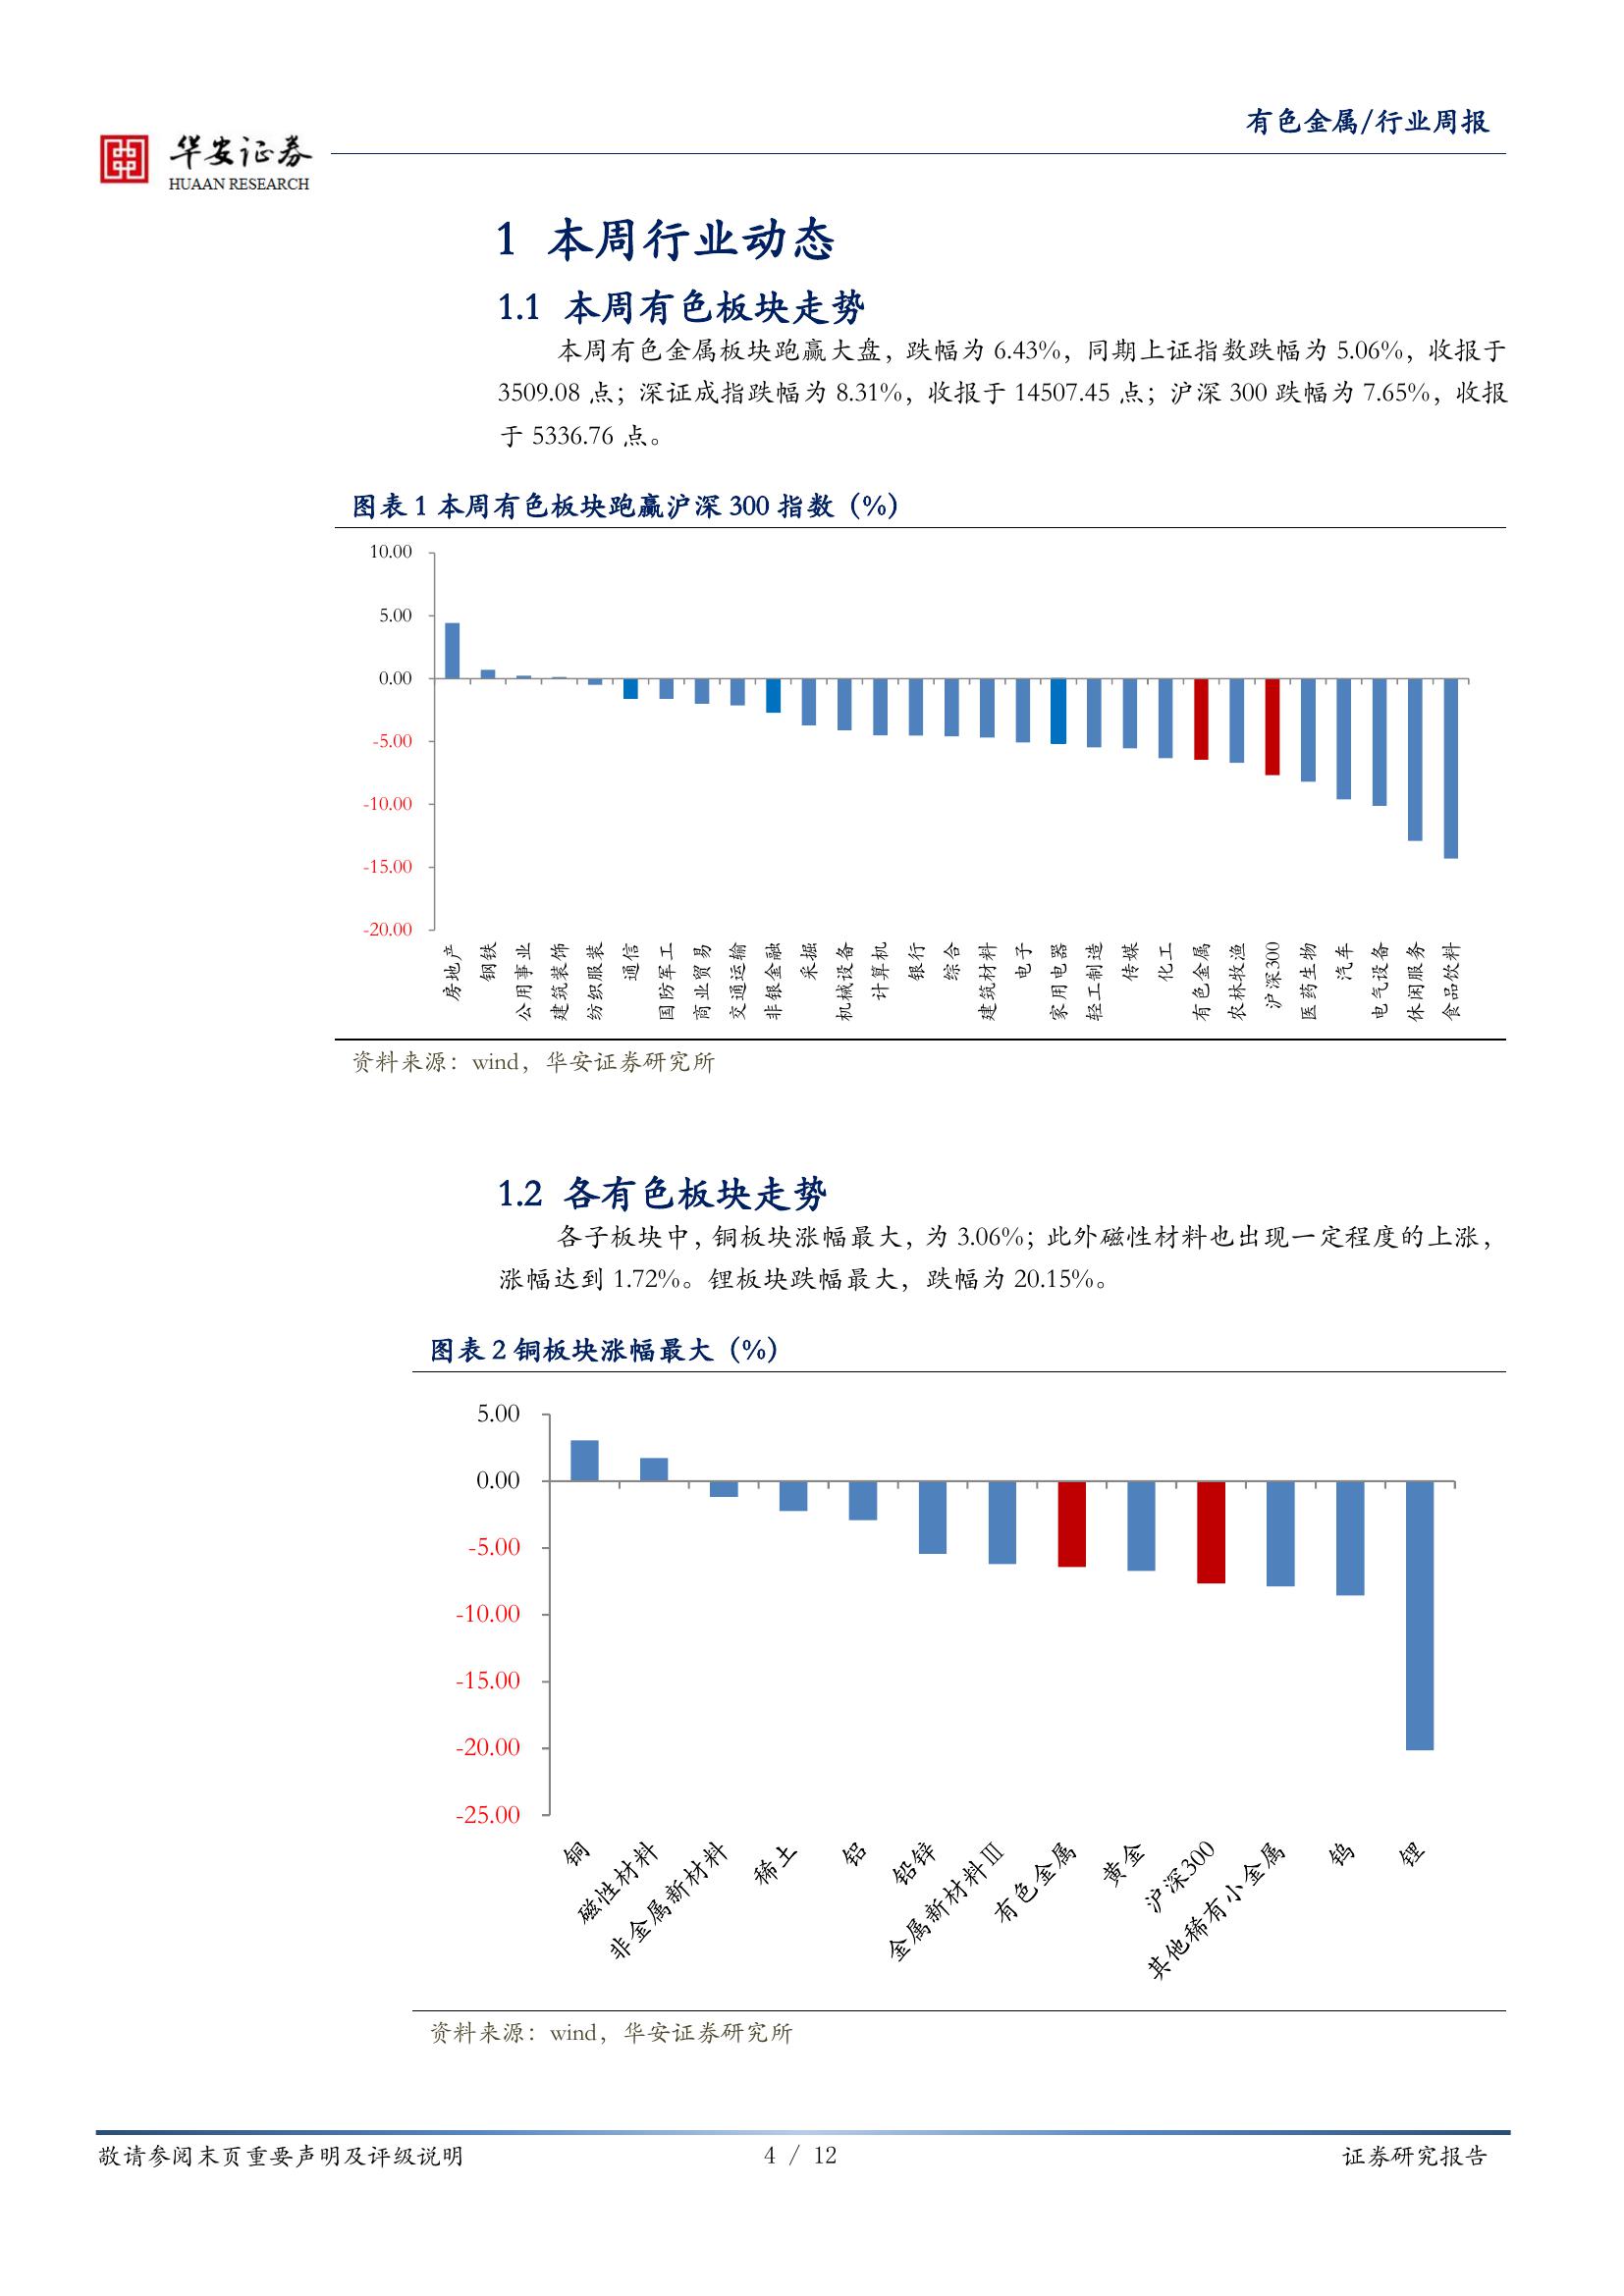 有色金属/行业周报
华安证券
HUAAN RESEARCH
1 本周行业动态
1.1 本周有色板块走势
本周有色金属板块跑赢大盘，跌幅为 6.43%，同期上证指数跌幅为 5.06%，收报于
3509.08 点；深证成指跌幅为 8.31%，收报于 14507.45 点；沪深 300 跌幅为 7.65%，收报
于 5336.76 点。
图表 1 本周有色板块跑赢沪深 300 指数（%）
10.00
5.00
0.00
-5.00
-10.00
-15.00
-20.00
房地产
钢铁
公用事业
建筑装饰
纺织服装
通信
国防军工
商业贸易
交通运输
非银金融
采掘
机械设备
计算机
银行
综合
建筑材料
电子
家用电器
轻工制造
传媒
化工
有色金属
农林牧渔
沪深300
医药生物
汽车
电气设备
休闲服务
食品饮料
资料来源：wind，华安证券研究所
1.2 各有色板块走势
各子板块中，铜板块涨幅最大，为 3.06%；此外磁性材料也出现一定程度的上涨，
涨幅达到 1.72%。锂板块跌幅最大，跌幅为 20.15%。
图表 2 铜板块涨幅最大（%）
5.00
0.00
-5.00
-10.00
-15.00
-20.00
-25.00
铜
磁性材料
非金属新材料
稀土
铝
铅锌
金属新材料Ⅲ
有色金属
黄金
沪深300
其他稀有小金属
钨
锂
资料来源：wind，华安证券研究所
敬请参阅末页重要声明及评级说明
4 / 12
证券研究报告